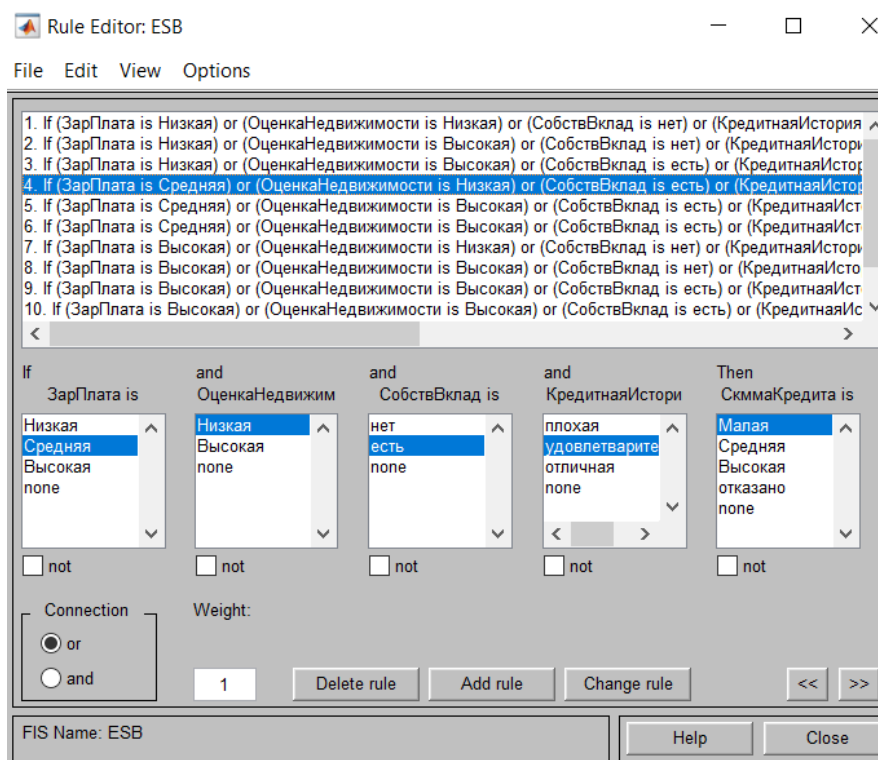 Rule Editor: ESB
File Edit View Options
1. If (ЗарПлата is Низкая) or (ОценкаНедвижимости is Низкая) or (СобствВклад is нет) or (КредитнаяИстория
2. If (ЗарПлата is Низкая) or (ОценкаНедвижимости is Высокая) or (СобствВклад is нет) or (КредитнаяИстори
3. If (ЗарПлата is Низкая) or (ОценкаНедвижимости is Высокая) or (СобствВклад is есть) or (КредитнаяИстор
4. If (ЗарПлата is Средняя) or (ОценкаНедвижимости is Низкая) or (СобствВклад is есть) or (КредитнаяИстор
5. If (ЗарПлата is Средняя) or (ОценкаНедвижимости is Высокая) or (СобствВклад is есть) or (КредитнаяИст
6. If (ЗарПлата is Средняя) or (ОценкаНедвижимости is Высокая) or (СобствВклад is есть) or (КредитнаяИст
7. If (ЗарПлата is Высокая) or (ОценкаНедвижимости is Низкая) or (СобствВклад is нет) or (КредитнаяИстори
8. If (ЗарПлата is Высокая) or (ОценкаНедвижимости is Высокая) or (СобствВклад is нет) or (КредитнаяИсто
9. If (ЗарПлата is Высокая) or (ОценкаНедвижимости is Высокая) or (СобствВклад is есть) or (КредитнаяИст
10. If (ЗарПлата is Высокая) or (ОценкаНедвижимости is Высокая) or (СобствВклад is есть) or (КредитнаяИс
If and and and Then
ЗарПлата is ОценкаНедвижим СобствВклад is КредитнаяИстори СкммаКредита is
Низкая Низкая нет плохая Малая
Средняя Высокая есть удовлетварите Средняя
Высокая none none отличная Высокая
none none отказано
none
not not not not not
Connection Weight:
or
and 1 Delete rule Add rule Change rule << >>
FIS Name: ESB Help Close